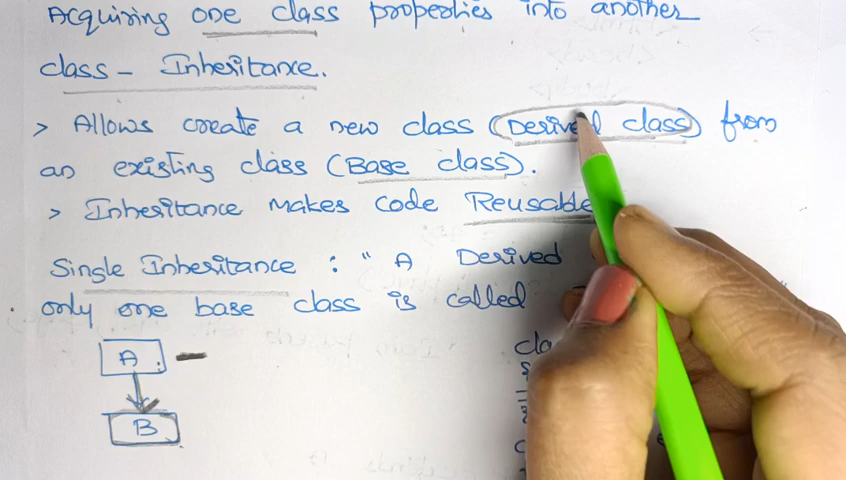 Acquiring one class properties into another
class - Inheritance.
> Allows create a new class (Derived class) from
an existing class (Base class).
> Inheritance makes code Reusable
Single Inheritance : " A Derived
only one base class is called
A
B